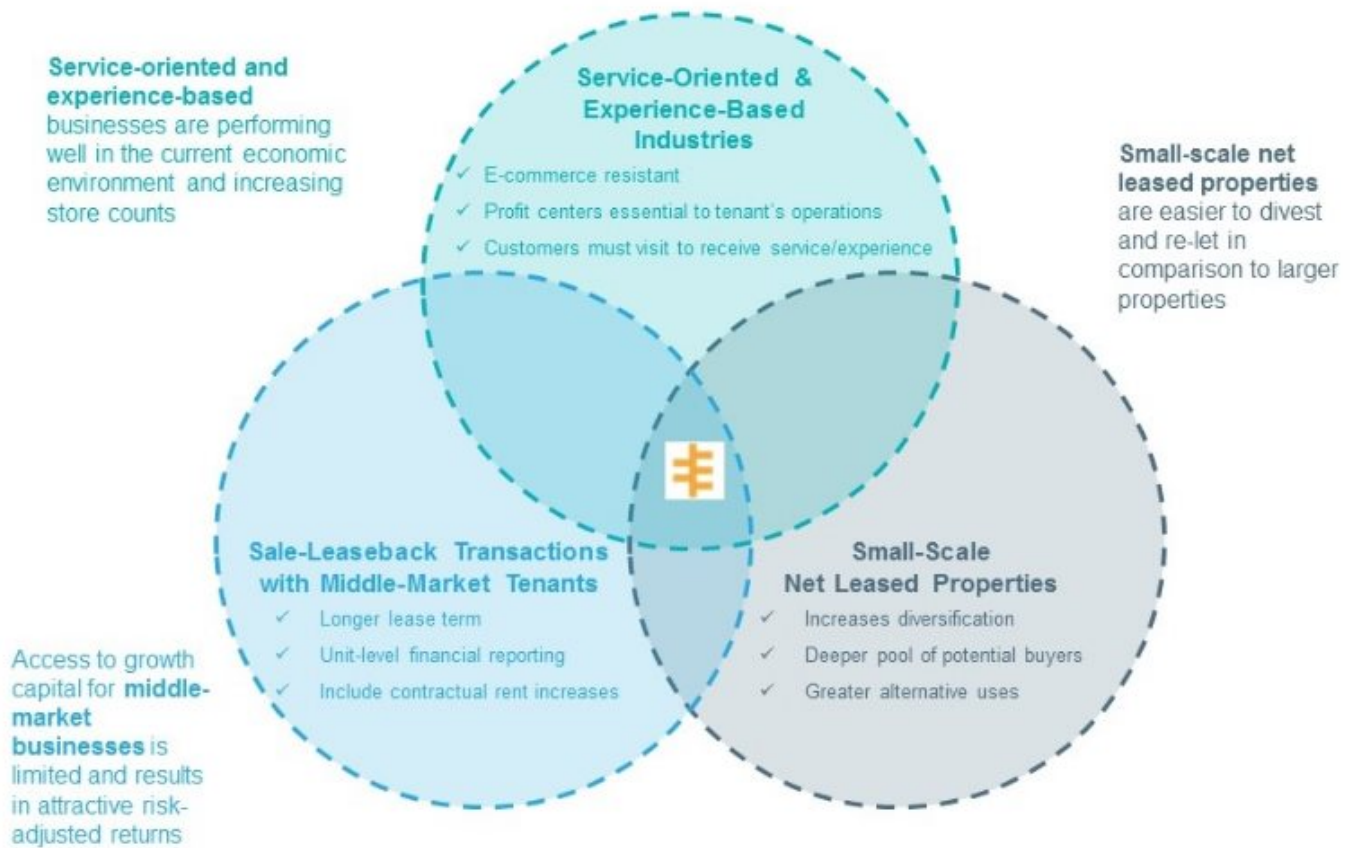 Service-oriented and
experience-based
businesses are performing
well in the current economic
environment and increasing
store counts
Service-Oriented &
Experience-Based
Industries
✓ E-commerce resistant
✓ Profit centers essential to tenant's operations
✓ Customers must visit to receive service/experience
Small-scale net
leased properties
are easier to divest
and re-let in
comparison to larger
properties
Sale-Leaseback Transactions
with Middle-Market Tenants
✓ Longer lease term
✓ Unit-level financial reporting
✓ Include contractual rent increases
Small-Scale
Net Leased Properties
✓ Increases diversification
✓ Deeper pool of potential buyers
✓ Greater alternative uses
Access to growth
capital for middle-
market
businesses is
limited and results
in attractive risk-
adjusted returns